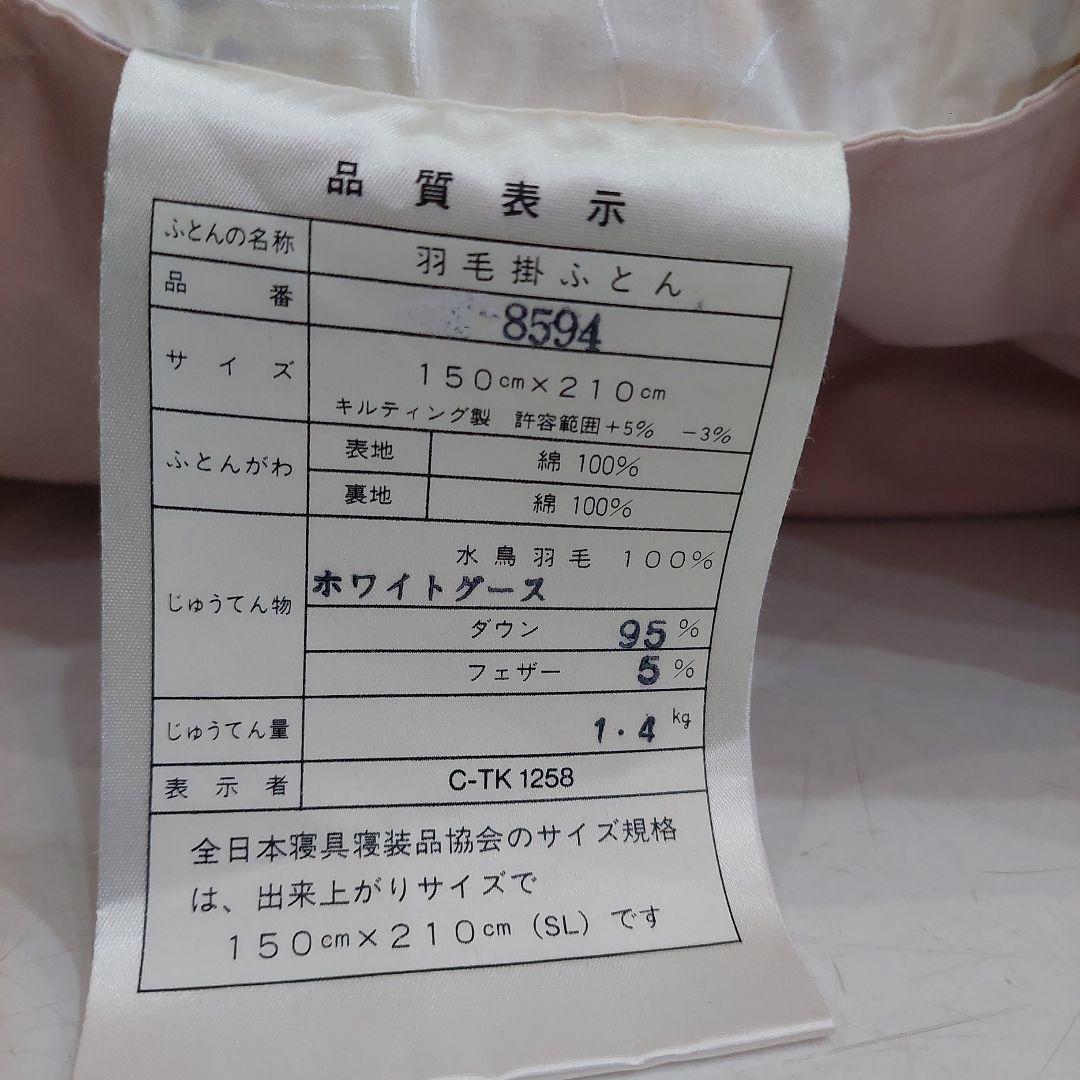 品質表示
ふとんの名称 羽毛掛ふとん
品番 8594
サイズ 150cm×210cm
キルティング製 許容範囲+5% -3%
ふとんがわ 表地 綿 100%
裏地 綿 100%
じゅうてん物 水鳥羽毛 100%
ホワイトグース
ダウン 95%
フェザー 5%
じゅうてん量 1.4kg
表示者 C-TK1258
全日本寝具寝装品協会のサイズ規格
は、出来上がりサイズで
150cm×210cm(SL)です